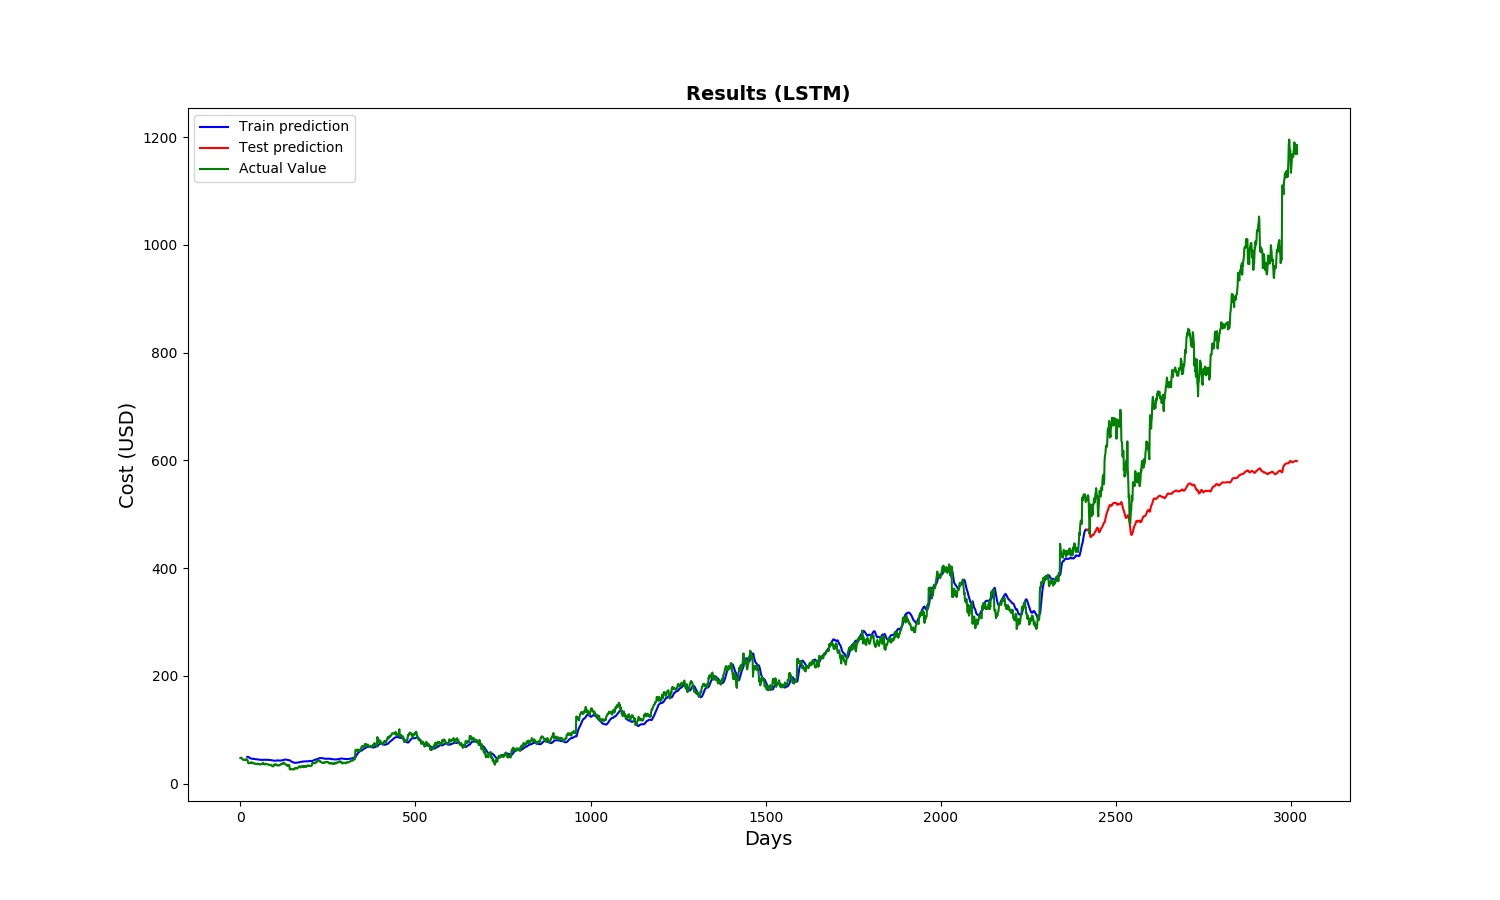 Results (LSTM)
Train prediction
Test prediction
Actual Value
1200
1000
800
600
400
200
0
Cost (USD)
0 500 1000 1500 2000 2500 3000
Days